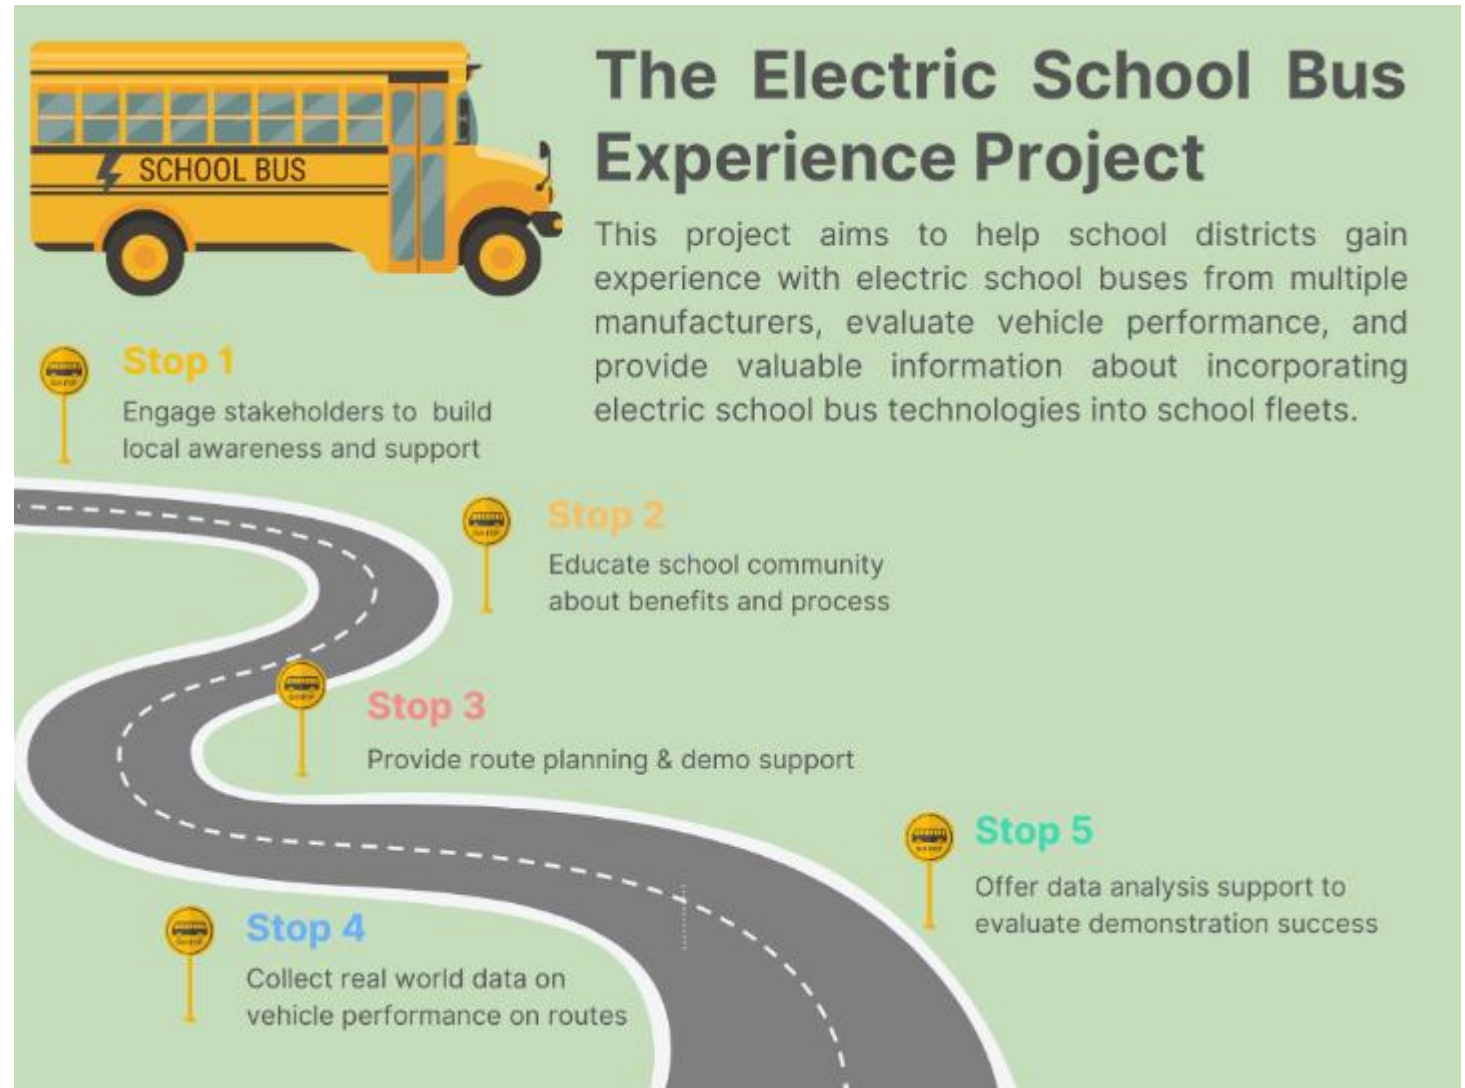 The Electric School Bus
Experience Project
This project aims to help school districts gain
experience with electric school buses from multiple
manufacturers, evaluate vehicle performance, and
provide valuable information about incorporating
electric school bus technologies into school fleets.
SCHOOL BUS
Stop 1
Engage stakeholders to build
local awareness and support
Stop 2
Educate school community
about benefits and process
Stop 3
Provide route planning & demo support
Stop 4
Collect real world data on
vehicle performance on routes
Stop 5
Offer data analysis support to
evaluate demonstration success